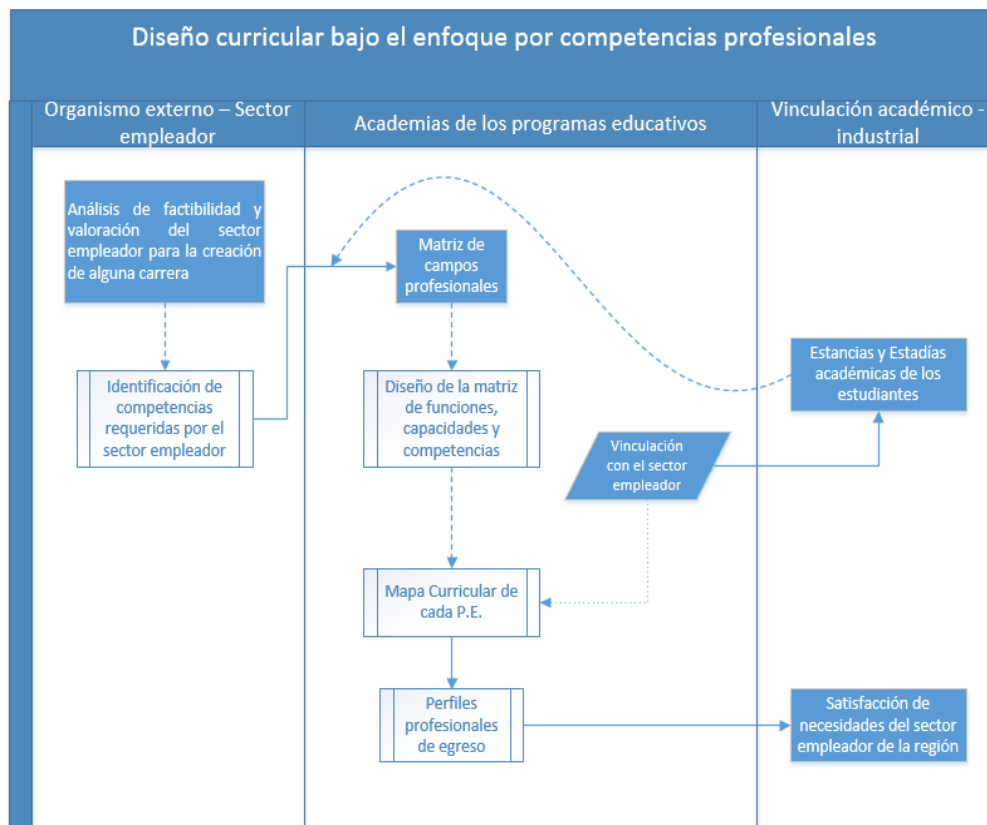 Diseño curricular bajo el enfoque por competencias profesionales
Organismo externo – Sector
empleador
Academias de los programas educativos
Vinculación académico -
industrial
Análisis de factibilidad y
valoración del sector
empleador para la creación
de alguna carrera
Identificación de
competencias
requeridas por el
sector empleador
Matriz de
campos
profesionales
Diseño de la matriz
de funciones,
capacidades y
competencias
Vinculación
con el sector
empleador
Mapa Curricular de
cada P.E.
Perfiles
profesionales
de egreso
Estancias y Estadías
académicas de los
estudiantes
Satisfacción de
necesidades del sector
empleador de la región